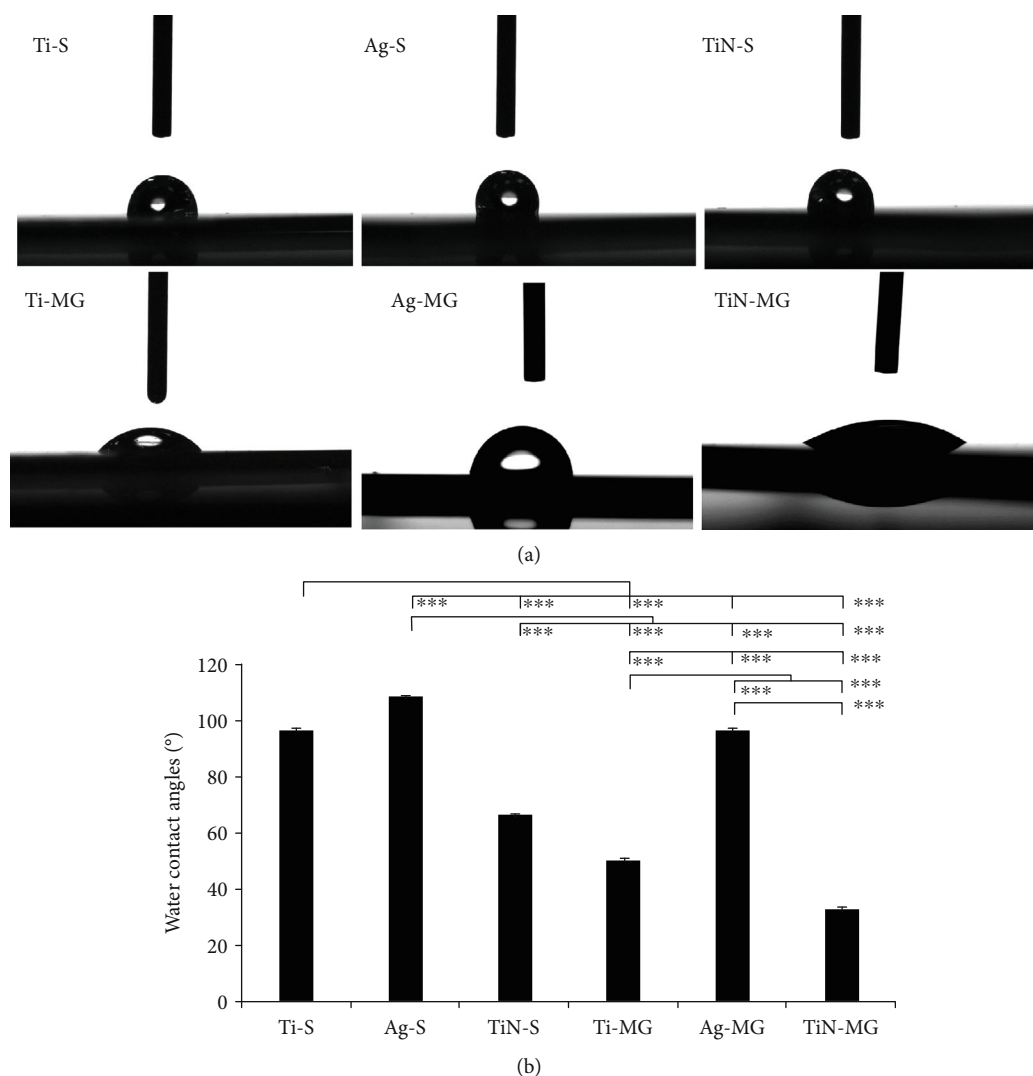 Ti-S Ag-S TiN-S
Ti-MG Ag-MG TiN-MG
(a)
*** *** *** ***
*** *** *** ***
*** *** ***
*** ***
***
120
100
80
60
40
20
0
Water contact angles (°)
Ti-S Ag-S TiN-S Ti-MG Ag-MG TiN-MG
(b)